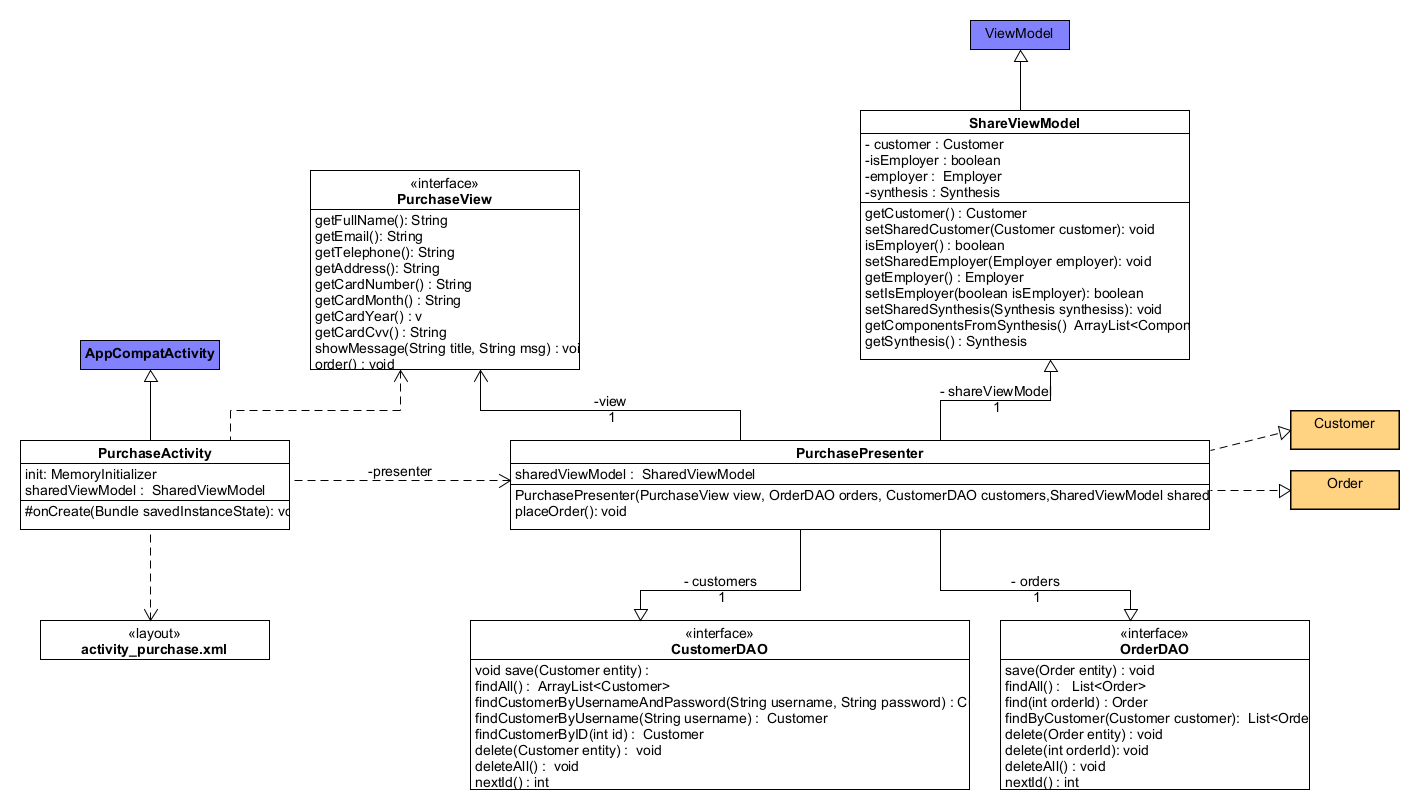 ViewModel
ShareViewModel
- customer : Customer
-isEmployer : boolean
-employer :  Employer
-synthesis : Synthesis
getCustomer() : Customer
setSharedCustomer(Customer customer): void
isEmployer() : boolean
setSharedEmployer(Employer employer): void
getEmployer() : Employer
setIsEmployer(boolean isEmployer): boolean
setSharedSynthesis(Synthesis synthesiss): void
getComponentsFromSynthesis()  ArrayList<Compon
getSynthesis() : Synthesis
«interface»
PurchaseView
getFullName(): String
getEmail(): String
getTelephone(): String
getAddress(): String
getCardNumber() : String
getCardMonth() : String
getCardYear() : v
getCardCvv() : String
showMessage(String title, String msg) : voi
order() : void
AppCompatActivity
- shareViewModel
1
-view
1
Customer
Order
PurchaseActivity
init: MemoryInitializer
sharedViewModel :  SharedViewModel
#onCreate(Bundle savedInstanceState): vo
-presenter
PurchasePresenter
sharedViewModel :  SharedViewModel
PurchasePresenter(PurchaseView view, OrderDAO orders, CustomerDAO customers,SharedViewModel shared
placeOrder(): void
- customers
1
- orders
1
«layout»
activity_purchase.xml
«interface»
CustomerDAO
void save(Customer entity) :
findAll() :  ArrayList<Customer>
findCustomerByUsernameAndPassword(String username, String password) : C
findCustomerByUsername(String username) :  Customer
findCustomerByID(int id) :  Customer
delete(Customer entity) :  void
deleteAll() :  void
nextId() : int
«interface»
OrderDAO
save(Order entity) : void
findAll() :   List<Order>
find(int orderId) : Order
findByCustomer(Customer customer):  List<Orde
delete(Order entity) : void
delete(int orderId): void
deleteAll() : void
nextId() : int